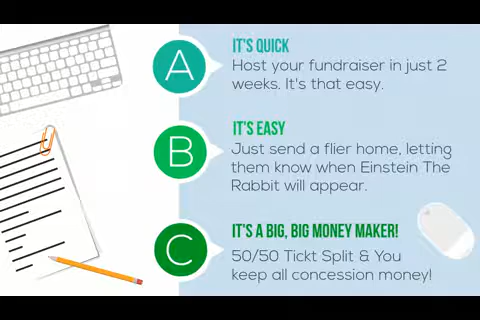 A
IT'S QUICK
Host your fundraiser in just 2
weeks. It's that easy.
B
IT'S EASY
Just send a flier home, letting
them know when Einstein The
Rabbit will appear.
C
IT'S A BIG, BIG MONEY MAKER!
50/50 Tickt Split & You
keep all concession money!